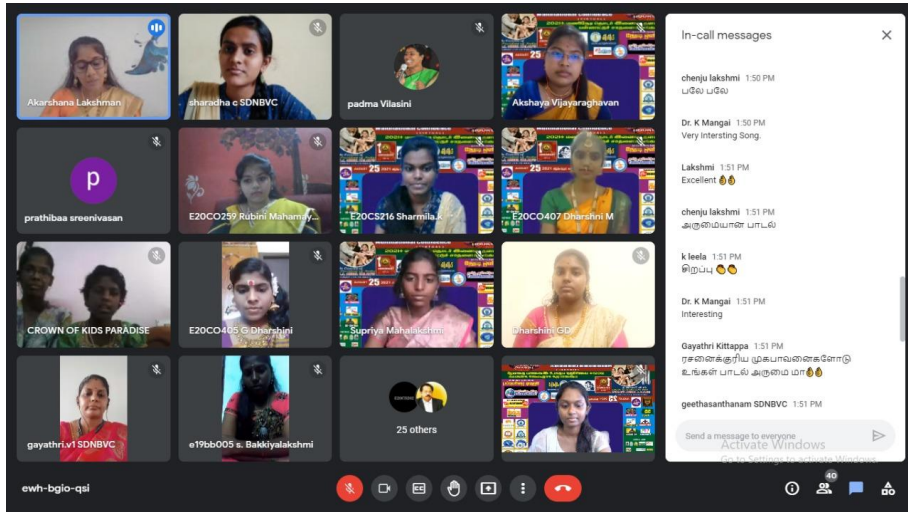 Akarshana Lakshman
sharadha c SDNBVC
padma Vilasini
Akshaya Vijayaraghavan
prathibaa sreenivasan
p
E20CO259 Rubini Mahamay...
E20CS216 Sharmila.k
E20CO407 Dharshni M
CROWN OF KIDS PARADISE
E20CO405 G Dharshini
Supriya Mahalakshmi
Dharshini GDI
gayathri.v1 SDNBVC
e19bb005 s. Bakkiyalakshmi
25 others
In-call messages
chenju lakshmi 1:50 PM
பலே பலே
Dr. K Mangai 1:50 PM
Very Intersting Song.
Lakshmi 1:51 PM
Excellent 👌👌
chenju lakshmi 1:51 PM
அருமையான பாடல்
k leela 1:51 PM
சிறப்பு 👏👏
Dr. K Mangai 1:51 PM
Interesting
Gayathri Kittappa 1:51 PM
ரசனைக்குரிய முகபாவனைகளோடு
உங்கள் பாடல் அருமை மா👌👌
geethasanthanam SDNBVC 1:51 PM
Send a message to everyone
Activate Windows
Go to Settings to activate Windows.
ewh-bgio-qsi
40